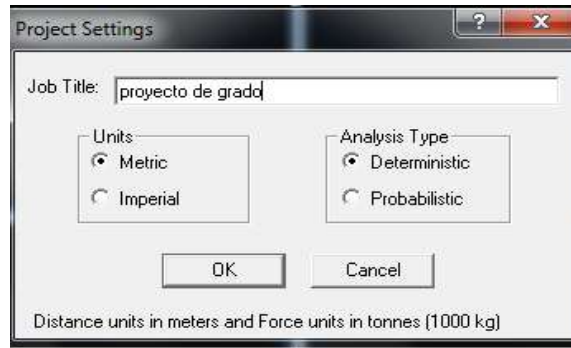 Project Settings
Job Title: proyecto de grado
Units Analysis Type
Metric Deterministic
Imperial Probabilistic
OK Cancel
Distance units in meters and Force units in tonnes (1000 kg)